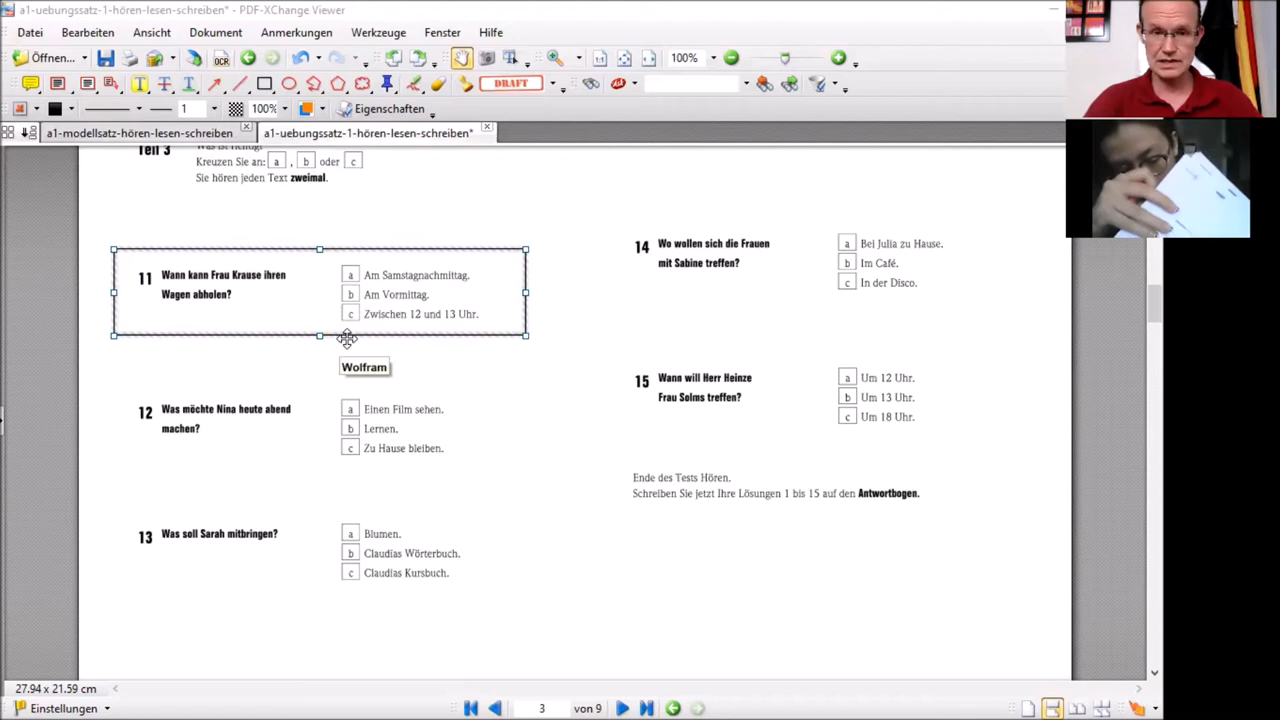 a1-uebungssatz-1-hören-lesen-schreiben* - PDF-XChange Viewer
Datei Bearbeiten Ansicht Dokument Anmerkungen Werkzeuge Fenster Hilfe
Öffnen... OCR 100%
DRAFT
1 100% Eigenschaften
a1-modellsatz-hören-lesen-schreiben a1-uebungssatz-1-hören-lesen-schreiben*
Teil 3 Was ist richtig?
Kreuzen Sie an: a , b oder c
Sie hören jeden Text zweimal.
11 Wann kann Frau Krause ihren Wagen abholen?
a Am Samstagnachmittag.
b Am Vormittag.
c Zwischen 12 und 13 Uhr.
Wolfram
12 Was möchte Nina heute abend machen?
a Einen Film sehen.
b Lernen.
c Zu Hause bleiben.
13 Was soll Sarah mitbringen?
a Blumen.
b Claudias Wörterbuch.
c Claudias Kursbuch.
14 Wo wollen sich die Frauen mit Sabine treffen?
a Bei Julia zu Hause.
b Im Café.
c In der Disco.
15 Wann will Herr Heinze Frau Solms treffen?
a Um 12 Uhr.
b Um 13 Uhr.
c Um 18 Uhr.
Ende des Tests Hören.
Schreiben Sie jetzt Ihre Lösungen 1 bis 15 auf den Antwortbogen.
27.94 x 21.59 cm
Einstellungen 3 von 9